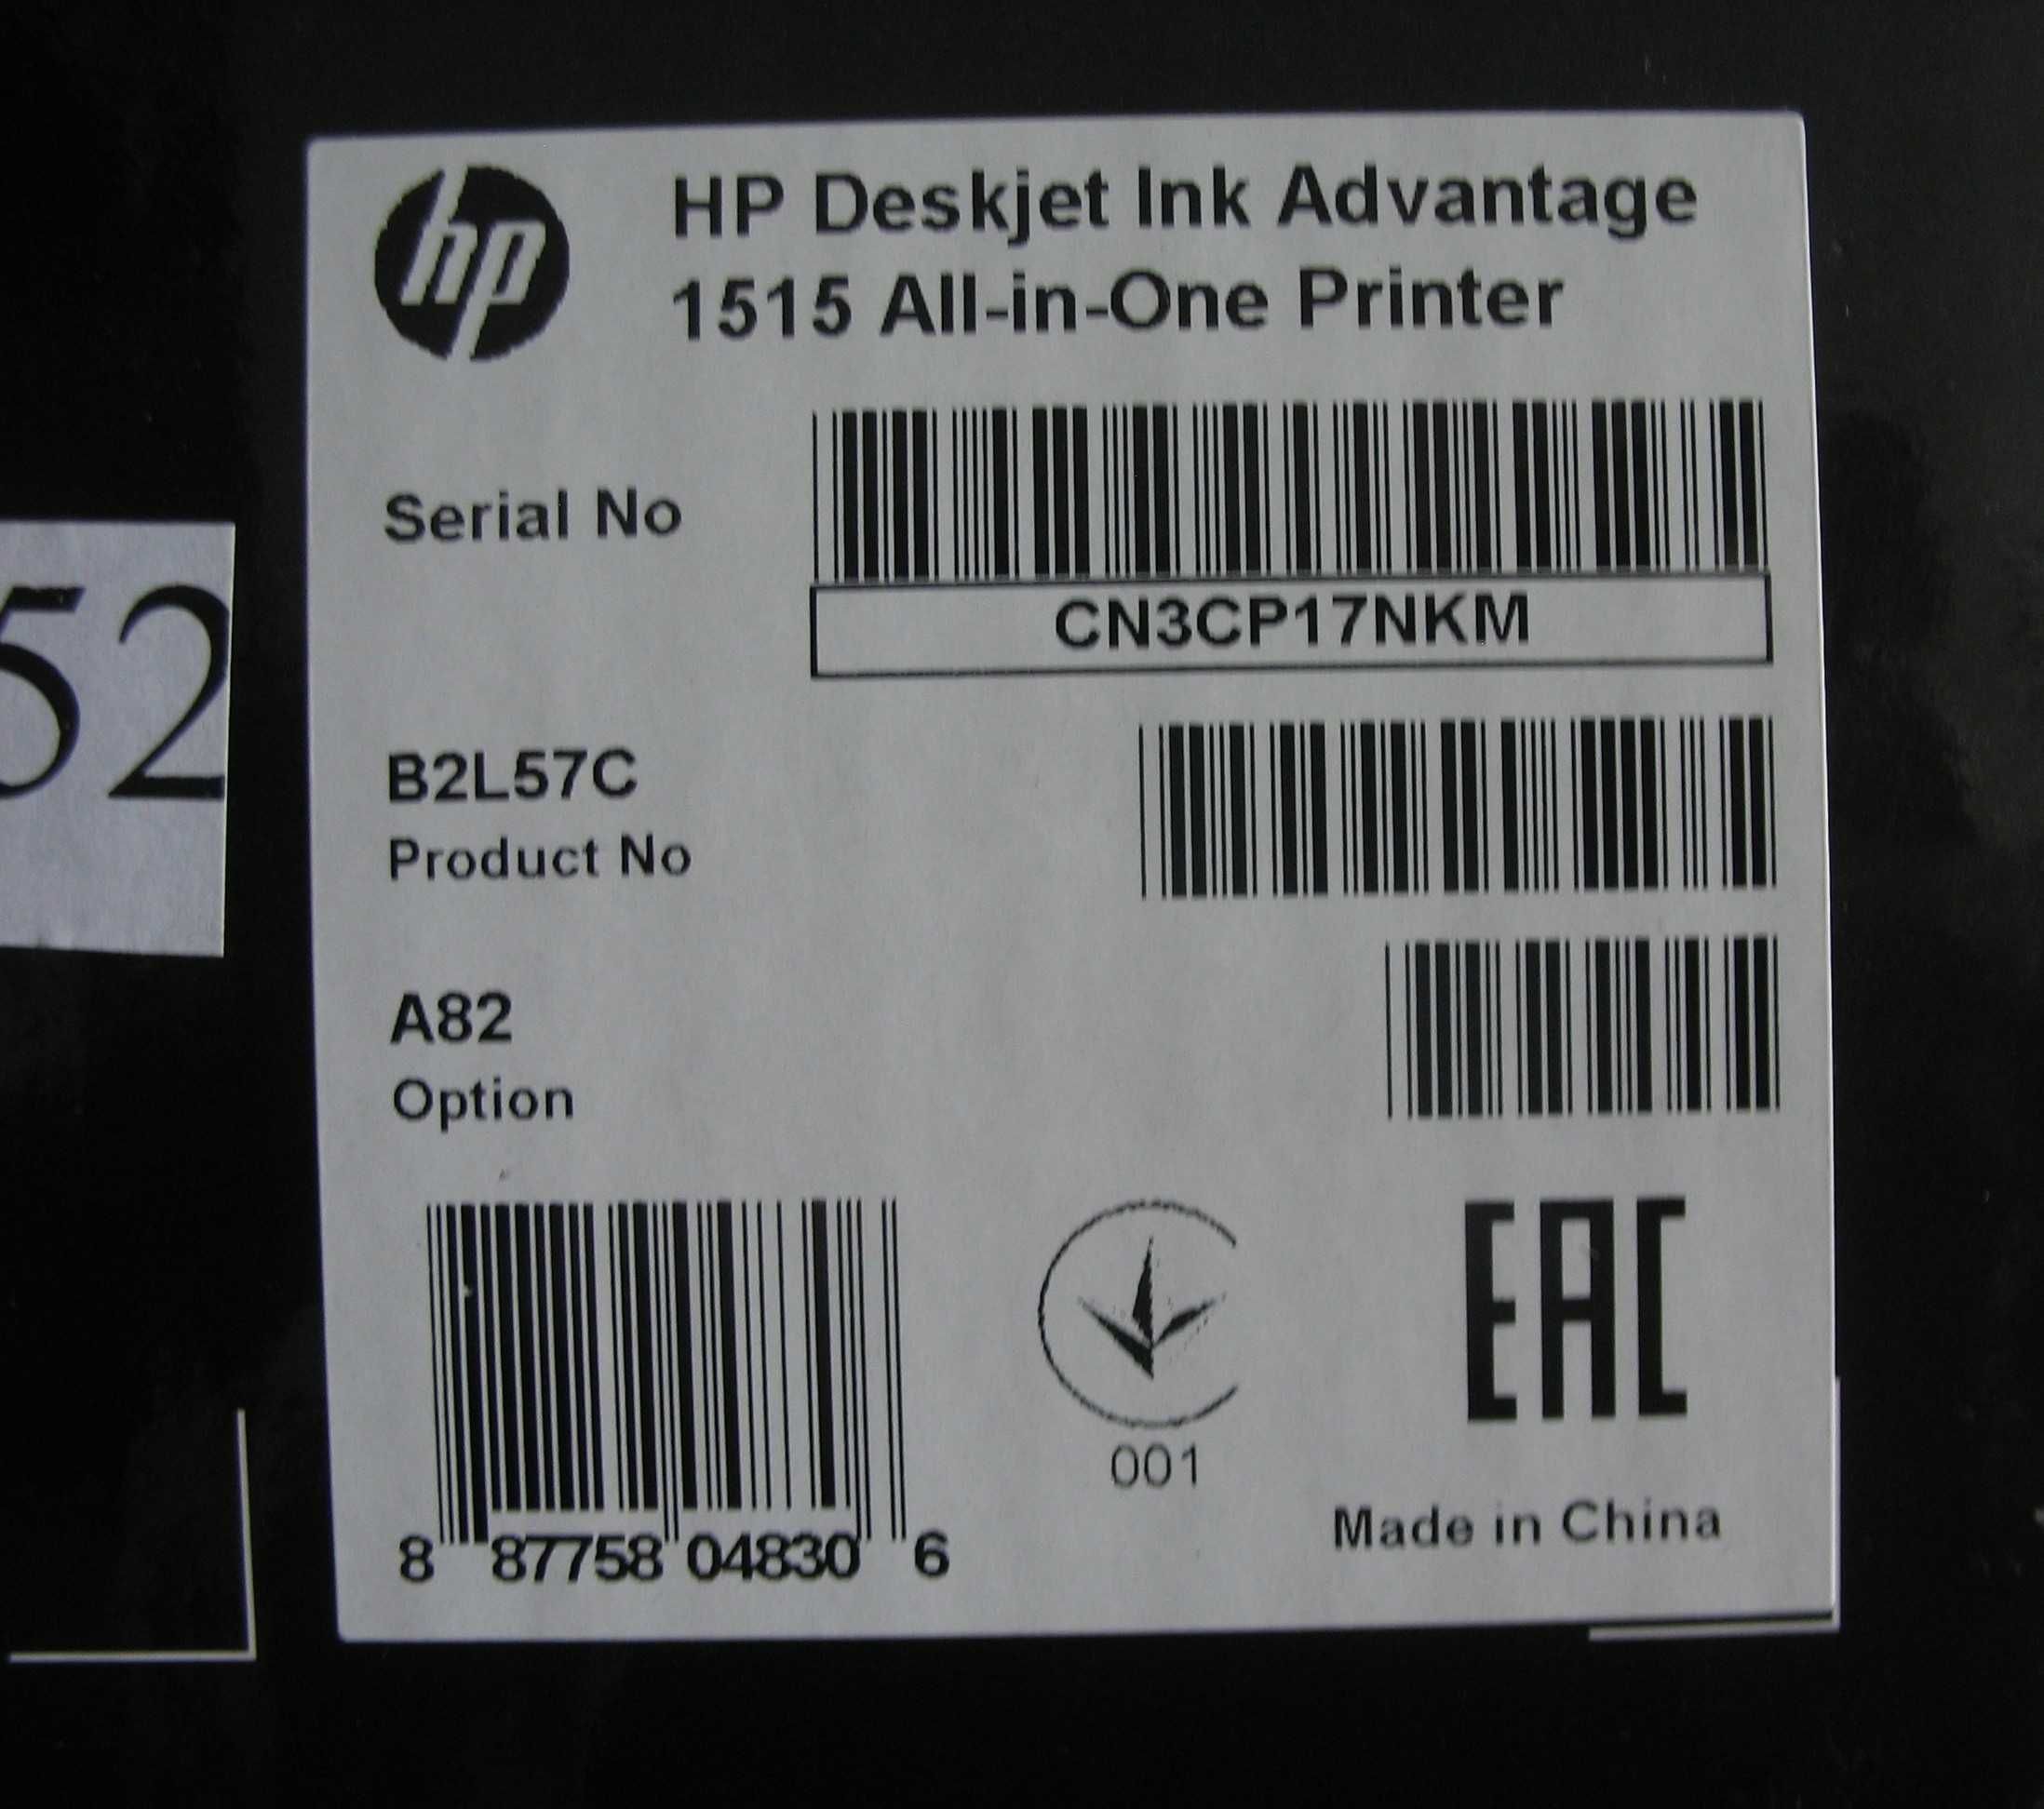 hp
HP Deskjet Ink Advantage
1515 All-in-One Printer
Serial No
CN3CP17NKM
52
B2L57C
Product No
A82
Option
001
EAC
Made in China
8 87758 04830 6